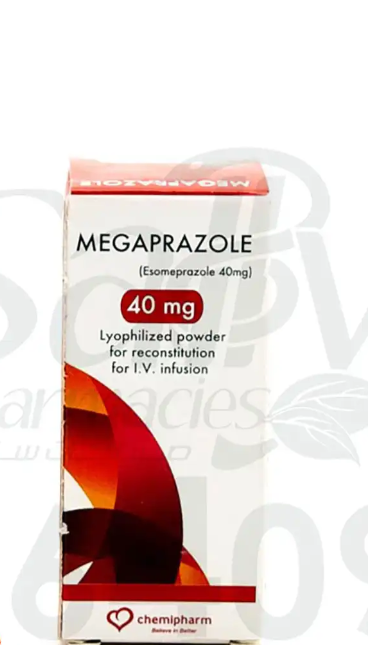 MEGAPRAZOLE
MEGAPRAZOLE
(Esomeprazole 40mg)
40 mg
Lyophilized powder
for reconstitution
for I.V. infusion
chemipharm
Believe in Better